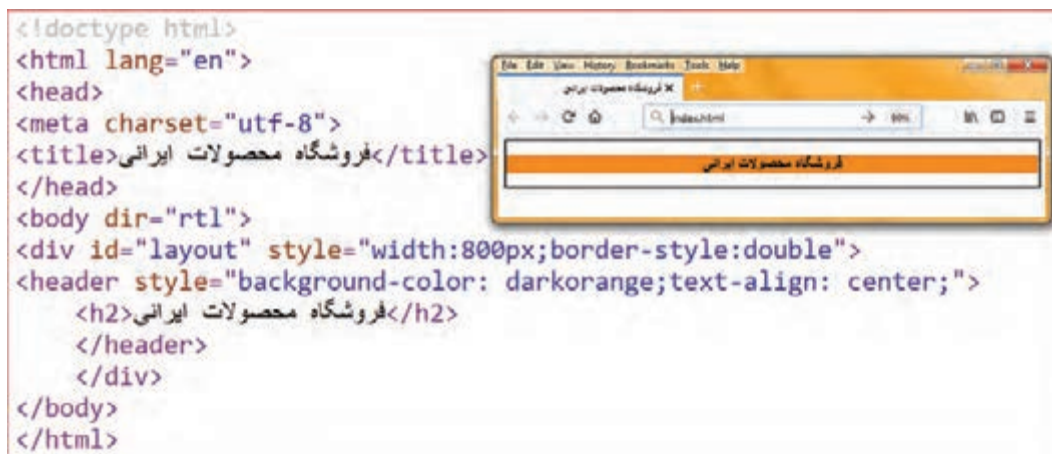 <!doctype html>
<html lang="en">
<head>
<meta charset="utf-8">
<title>فروشگاه محصولات ایرانی</title>
</head>
<body dir="rtl">
<div id="layout" style="width:800px;border-style:double">
<header style="background-color: darkorange;text-align: center;">
<h2>فروشگاه محصولات ایرانی</h2>
</header>
</div>
</body>
</html>
File Edit View History Bookmarks Tools Help
فروشگاه محصولات ایرانی
index.html
90%
فروشگاه محصولات ایرانی